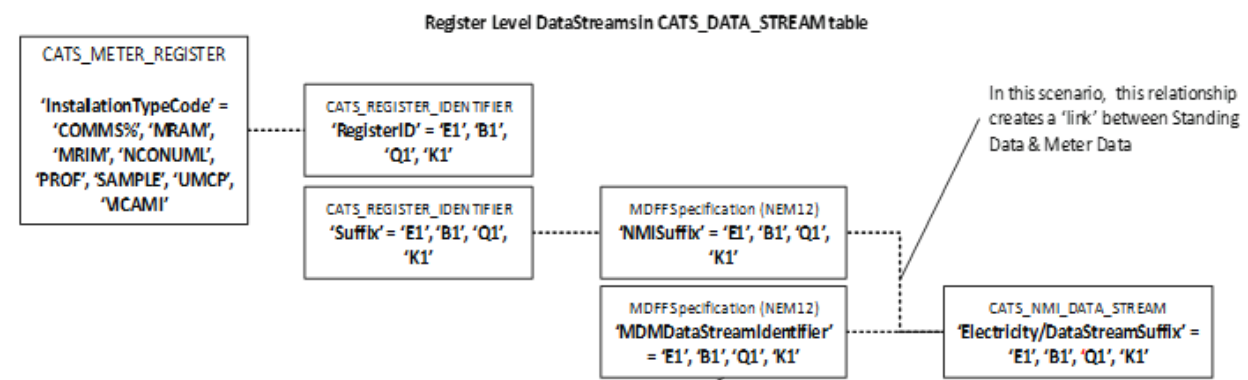 Register Level DataStreams in CATS_DATA_STREAM table
CATS_METER_REGISTER
‘InstalationTypeCode’ =
‘COMMS%’, ‘MRAM’,
‘MRIM’, ‘NCONUML’,
‘PROF’, ‘SAMPLE’, ‘UMCP’,
‘VICAMI’
CATS_REGISTER_IDENTIFIER
‘RegisterID’ = ‘E1’, ‘B1’,
‘Q1’, ‘K1’
CATS_REGISTER_IDENTIFIER
‘Suffix’ = ‘E1’, ‘B1’, ‘Q1’,
‘K1’
MDFFSpecification (NEM12)
‘NMISuffix’ = ‘E1’, ‘B1’, ‘Q1’,
‘K1’
MDFFSpecification (NEM12)
‘MDMDataStreamIdentifier’
= ‘E1’, ‘B1’, ‘Q1’, ‘K1’
In this scenario, this relationship
creates a ‘link’ between Standing
Data & Meter Data
CATS_NMI_DATA_STREAM
‘Electricity/DataStreamSuffix’ =
‘E1’, ‘B1’, ‘Q1’, ‘K1’